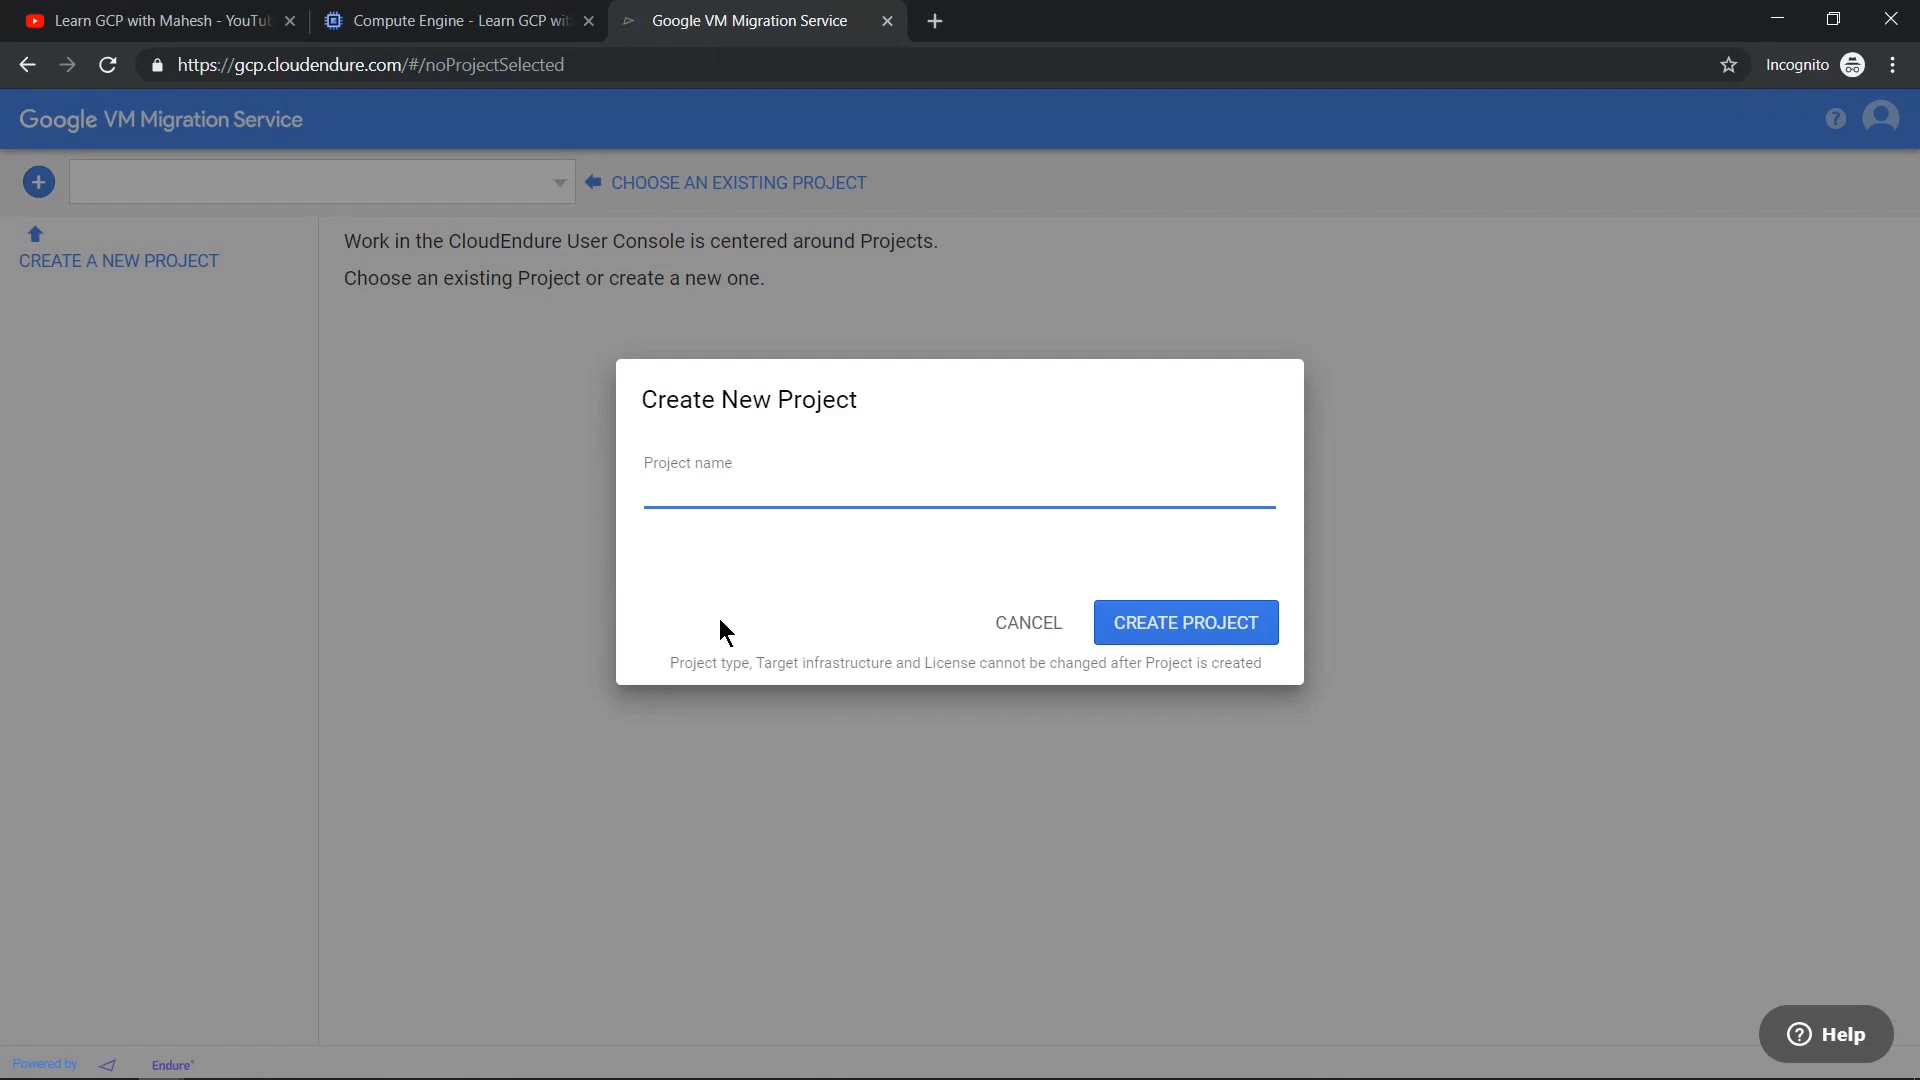 Learn GCP with Mahesh - YouTu
Compute Engine - Learn GCP wit
Google VM Migration Service
https://gcp.cloudendure.com/#/noProjectSelected
Incognito
Google VM Migration Service
?
+
CHOOSE AN EXISTING PROJECT
CREATE A NEW PROJECT
Work in the CloudEndure User Console is centered around Projects.
Choose an existing Project or create a new one.
Create New Project
Project name
CANCEL
CREATE PROJECT
Project type, Target infrastructure and License cannot be changed after Project is created
? Help
Powered by
Endure